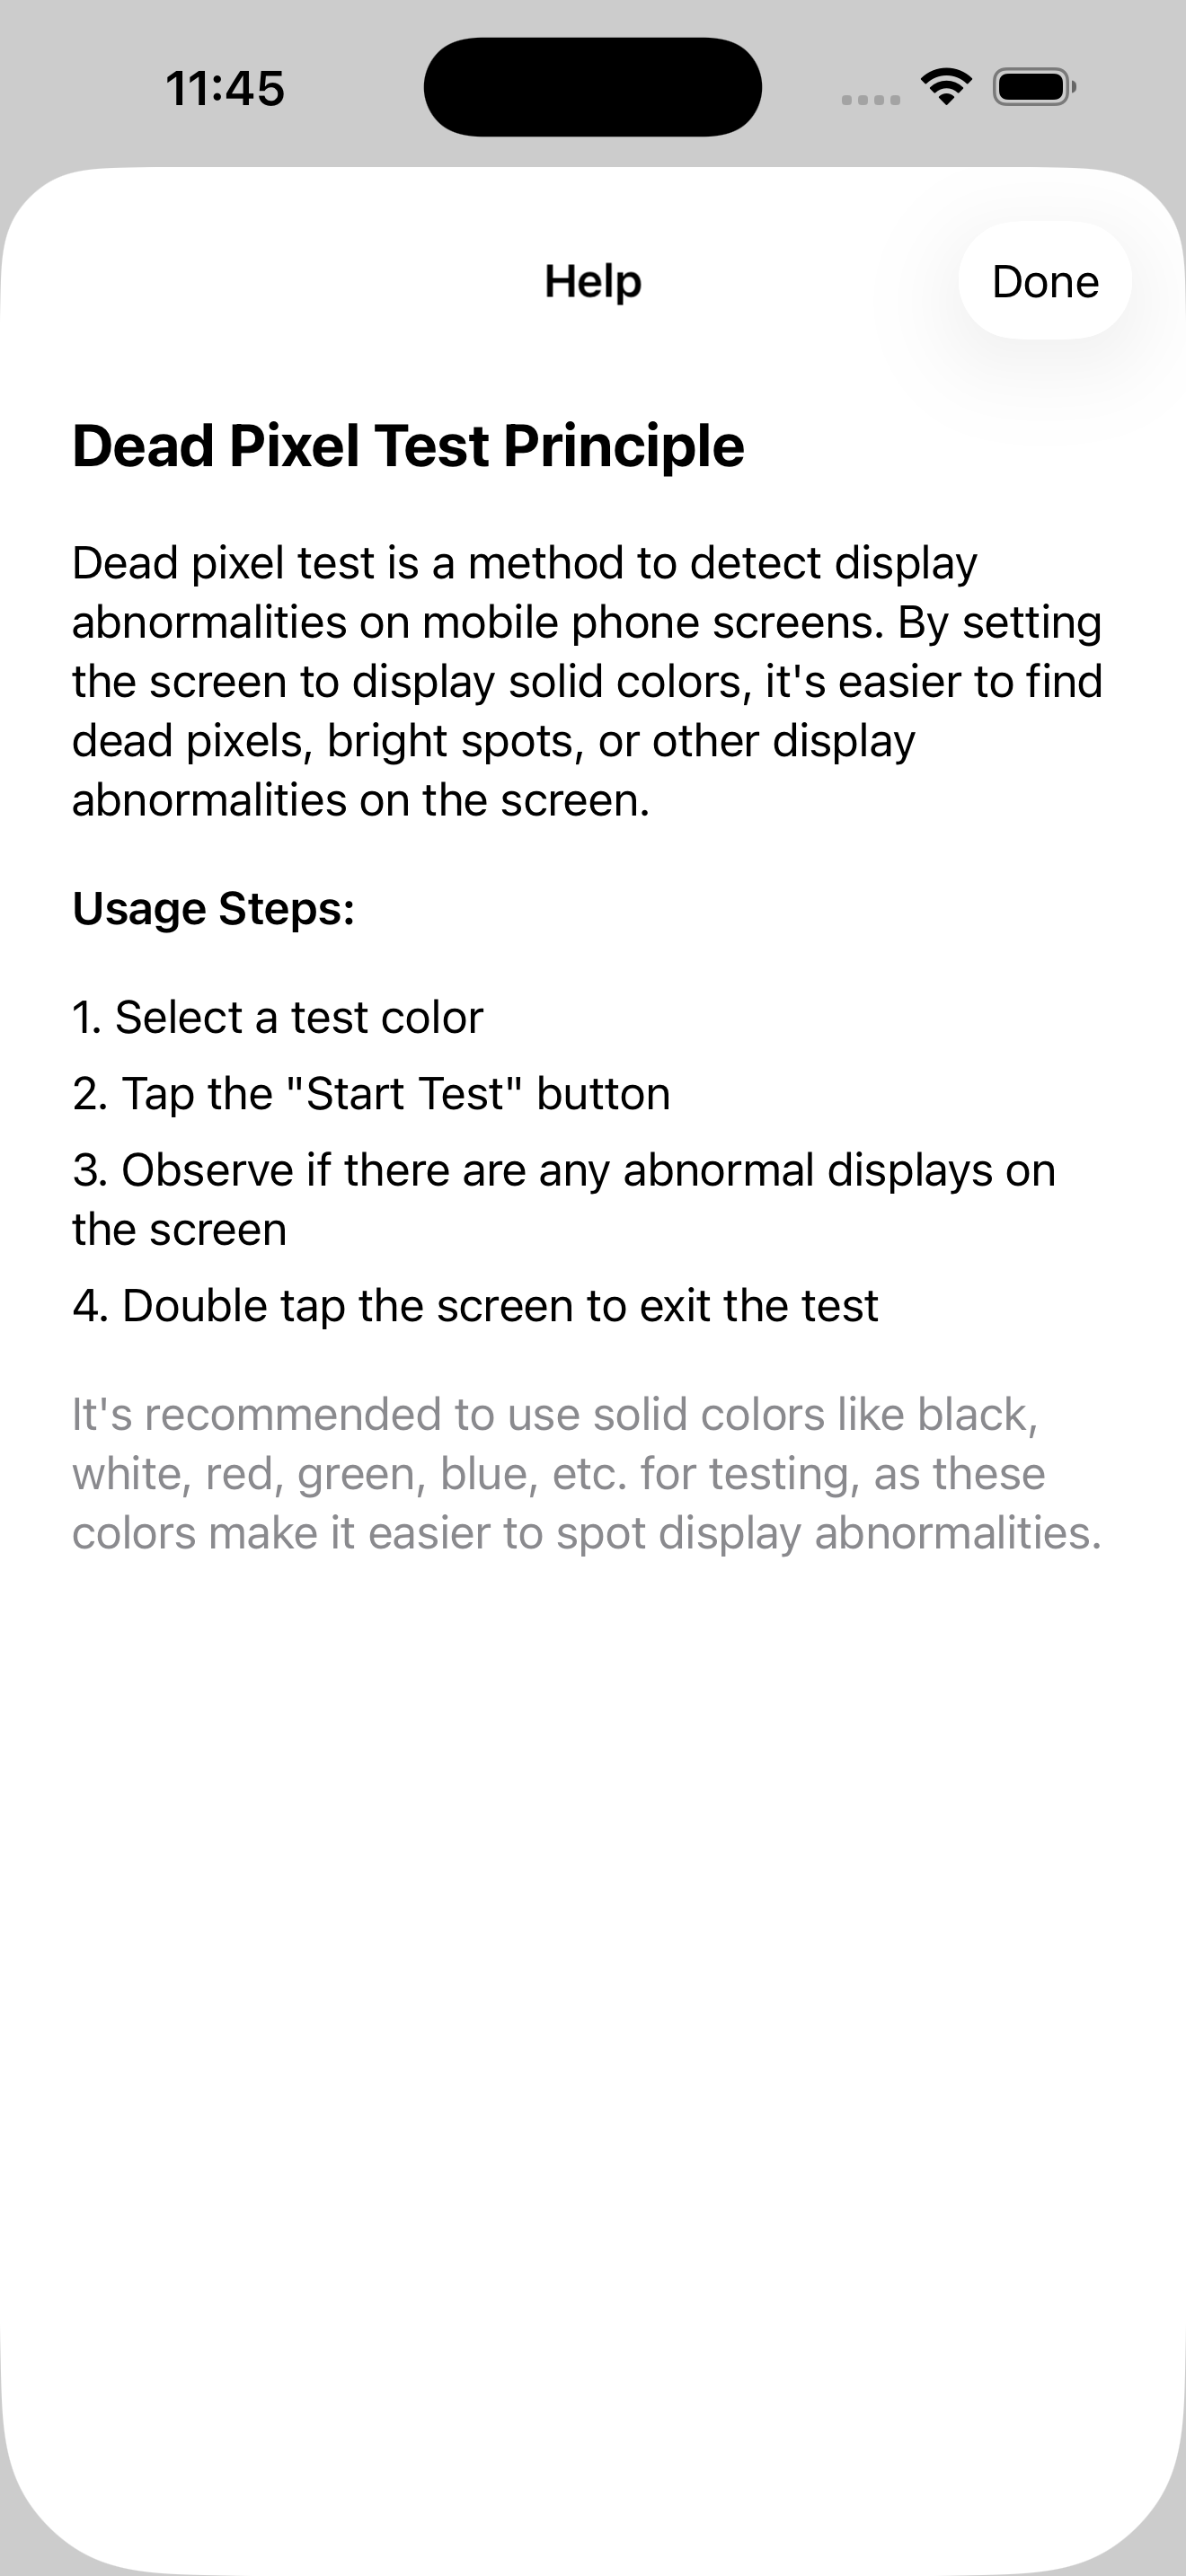 11:45
Help
Done
Dead Pixel Test Principle
Dead pixel test is a method to detect display
abnormalities on mobile phone screens. By setting
the screen to display solid colors, it's easier to find
dead pixels, bright spots, or other display
abnormalities on the screen.
Usage Steps:
1. Select a test color
2. Tap the "Start Test" button
3. Observe if there are any abnormal displays on
the screen
4. Double tap the screen to exit the test
It's recommended to use solid colors like black,
white, red, green, blue, etc. for testing, as these
colors make it easier to spot display abnormalities.